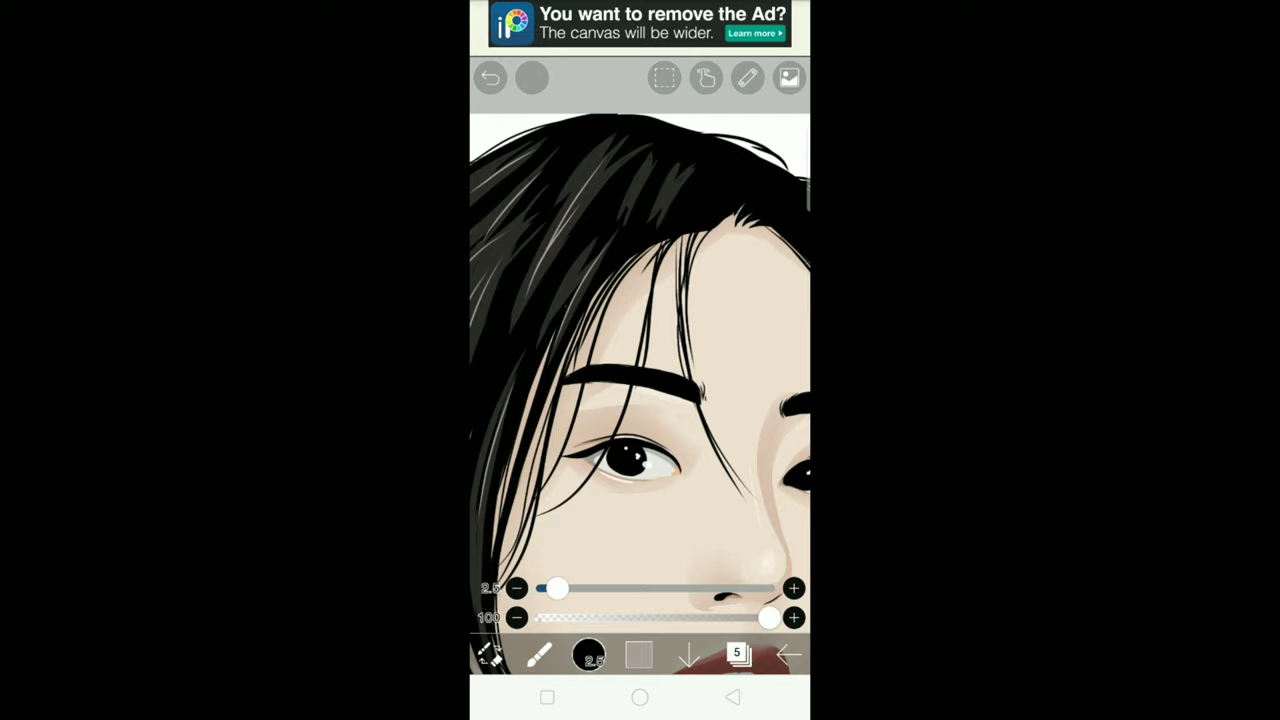 iP
You want to remove the Ad?
The canvas will be wider.
Learn more
2.5
100
2.5
5